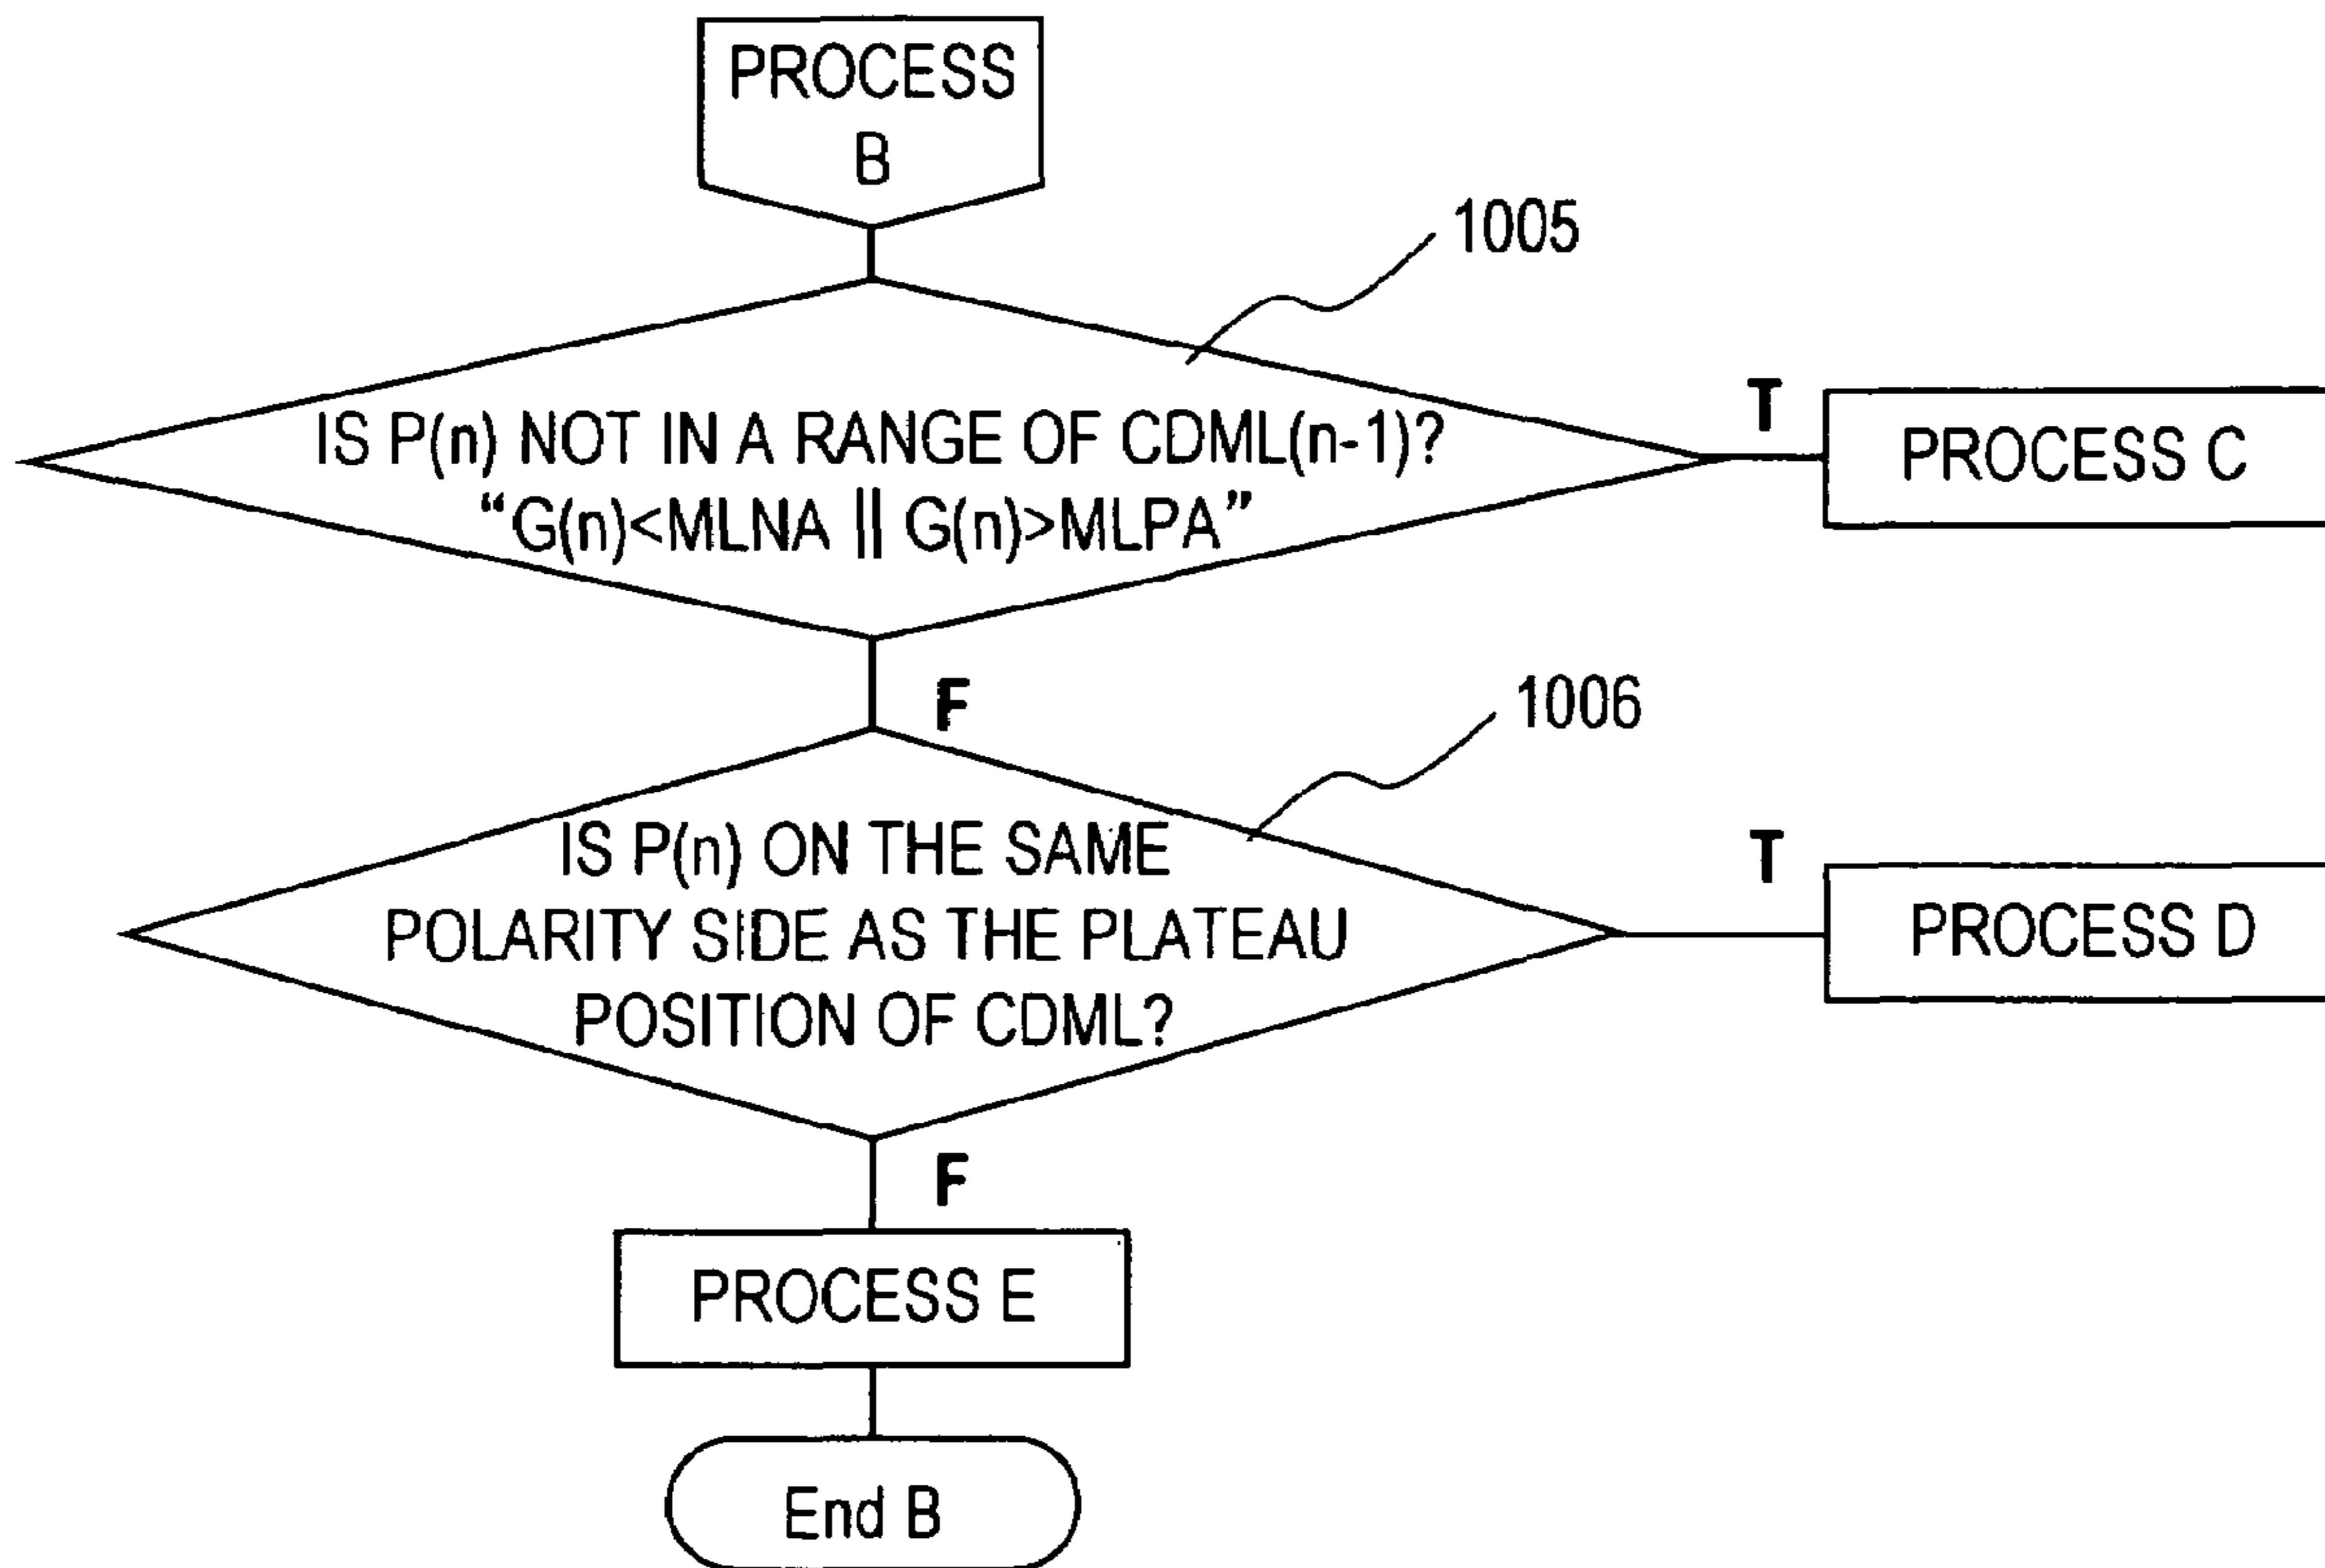 PROCESS
B
1005
IS P(n) NOT IN A RANGE OF CDML(n-1)?
“G(n)<MLNA || G(n)>MLPA”
T
PROCESS C
F
1006
IS P(n) ON THE SAME
POLARITY SIDE AS THE PLATEAU
POSITION OF CDML?
T
PROCESS D
F
PROCESS E
End B